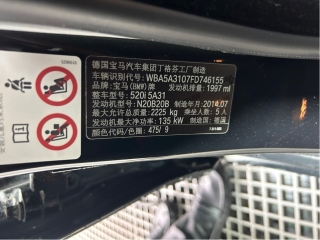 德国宝马汽车集团丁格芬工厂制造
车辆识别代号：WBA5A3107FD746155
发动机排量：1997 ml
品牌：宝马(BMW)牌
车型：520i 5A31
发动机型号：N20B20B 制造年月：2014.07
最大允许总质量：2225 kg 乘坐人数：5 人
发动机最大净功率：135 kW 制造国：德国
颜色代码/色卡：475/ 9